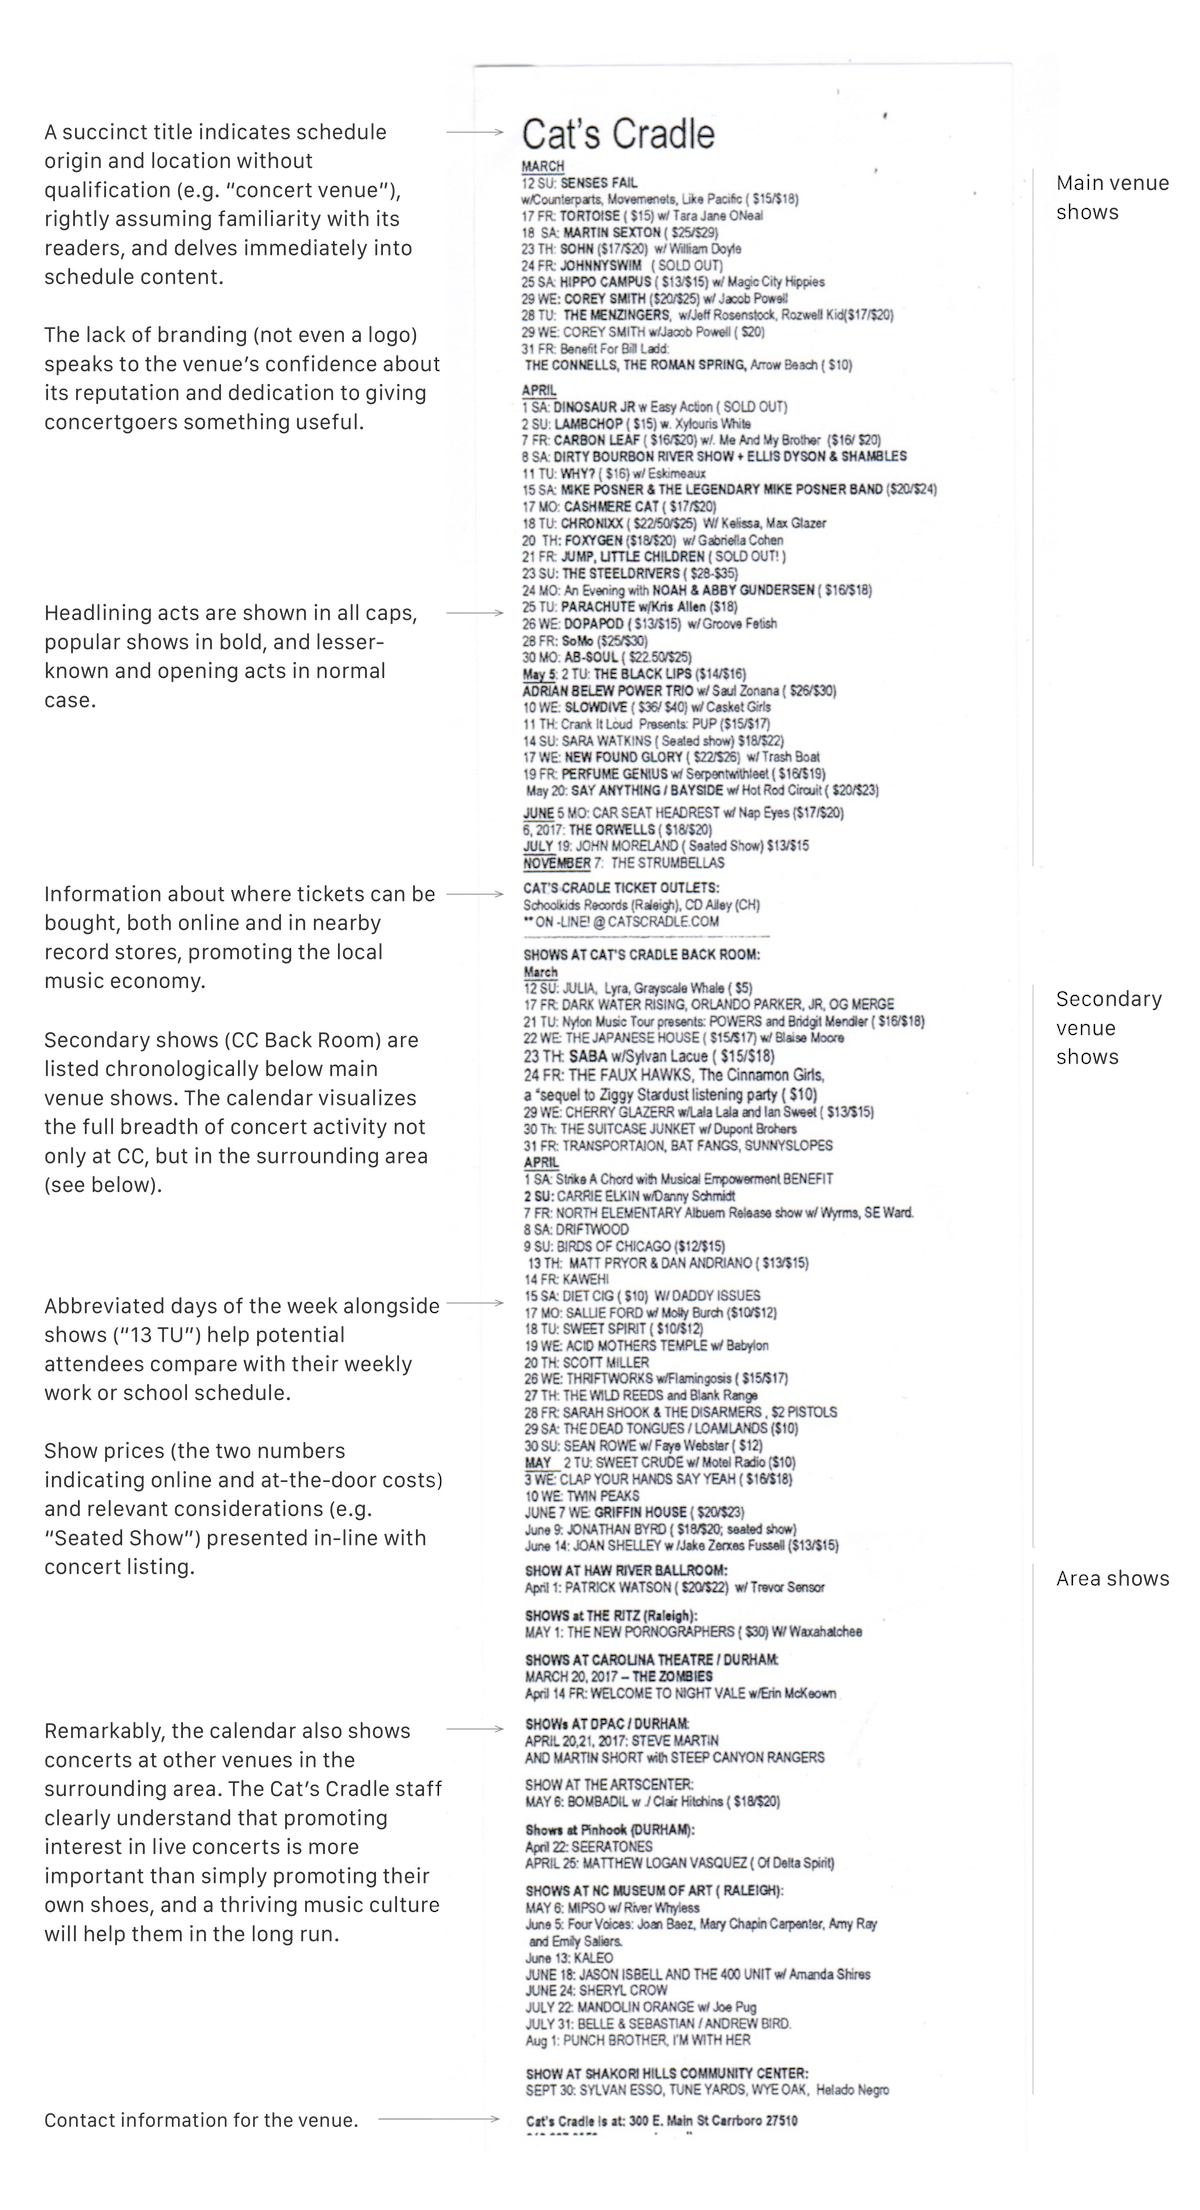 A succinct title indicates schedule
origin and location without
qualification (e.g. “concert venue”),
rightly assuming familiarity with its
readers, and delves immediately into
schedule content.
The lack of branding (not even a logo)
speaks to the venue’s confidence about
its reputation and dedication to giving
concertgoers something useful.
Headlining acts are shown in all caps,
popular shows in bold, and lesser-
known and opening acts in normal
case.
Information about where tickets can be
bought, both online and in nearby
record stores, promoting the local
music economy.
Secondary shows (CC Back Room) are
listed chronologically below main
venue shows. The calendar visualizes
the full breadth of concert activity not
only at CC, but in the surrounding area
(see below).
Abbreviated days of the week alongside
shows (“13 TU”) help potential
attendees compare with their weekly
work or school schedule.
Show prices (the two numbers
indicating online and at-the-door costs)
and relevant considerations (e.g.
“Seated Show”) presented in-line with
concert listing.
Remarkably, the calendar also shows
concerts at other venues in the
surrounding area. The Cat’s Cradle staff
clearly understand that promoting
interest in live concerts is more
important than simply promoting their
own shoes, and a thriving music culture
will help them in the long run.
Contact information for the venue.
Cat's Cradle
MARCH
12 SU: SENSES FAIL
w/Counterparts, Movemenets, Like Pacific ( $15/$18)
17 FR: TORTOISE ( $15) w/ Tara Jane ONeal
18 SA: MARTIN SEXTON ( $25/$29)
23 TH: SOHN ($17/$20) w/ William Doyle
24 FR: JOHNNYSWIM ( SOLD OUT)
25 SA: HIPPO CAMPUS ( $13/$15) w/ Magic City Hippies
29 WE: COREY SMITH ($20/$25) w/ Jacob Powell
28 TU: THE MENZINGERS, w/Jeff Rosenstock, Rozwell Kid($17/$20)
29 WE: COREY SMITH w/Jacob Powell ( $20)
31 FR: Benefit For Bill Ladd:
THE CONNELLS, THE ROMAN SPRING, Arrow Beach ( $10)
APRIL
1 SA: DINOSAUR JR w Easy Action ( SOLD OUT)
2 SU: LAMBCHOP ( $15) w. Xylouris White
7 FR: CARBON LEAF ( $16/$20) w/. Me And My Brother ($16/ $20)
8 SA: DIRTY BOURBON RIVER SHOW + ELLIS DYSON & SHAMBLES
11 TU: WHY? ( $16) w/ Eskimeaux
15 SA: MIKE POSNER & THE LEGENDARY MIKE POSNER BAND ($20/$24)
17 MO: CASHMERE CAT ( $17/$20)
18 TU: CHRONIXX ( $22/50/$25) W/ Kelissa, Max Glazer
20 TH: FOXYGEN ($18/$20) w/ Gabriella Cohen
21 FR: JUMP, LITTLE CHILDREN ( SOLD OUT! )
23 SU: THE STEELDRIVERS ( $28-$35)
24 MO: An Evening with NOAH & ABBY GUNDERSEN ( $16/$18)
25 TU: PARACHUTE w/Kris Allen ($18)
26 WE: DOPAPOD ( $13/$15) w/ Groove Fetish
28 FR: SoMo ($25/$30)
30 MO: AB-SOUL ( $22.50/$25)
May 5: 2 TU: THE BLACK LIPS ($14/$16)
ADRIAN BELEW POWER TRIO w/ Saul Zonana ( $26/$30)
10 WE: SLOWDIVE ( $36/ $40) w/ Casket Girls
11 TH: Crank It Loud Presents: PUP ($15/$17)
14 SU: SARA WATKINS ( Seated show) $18/$22)
17 WE: NEW FOUND GLORY ( $22/$26) w/ Trash Boat
19 FR: PERFUME GENIUS w/ Serpentwithleet ( $16/$19)
May 20: SAY ANYTHING / BAYSIDE w/ Hot Rod Circuit ( $20/$23)
JUNE 5 MO: CAR SEAT HEADREST w/ Nap Eyes ($17/$20)
6, 2017: THE ORWELLS ( $18/$20)
JULY 19: JOHN MORELAND ( Seated Show) $13/$15
NOVEMBER 7: THE STRUMBELLAS
CAT'S CRADLE TICKET OUTLETS:
Schoolkids Records (Raleigh), CD Alley (CH)
** ON -LINE! @ CATSCRADLE.COM
SHOWS AT CAT'S CRADLE BACK ROOM:
March
12 SU: JULIA, Lyra, Grayscale Whale ( $5)
17 FR: DARK WATER RISING, ORLANDO PARKER, JR, OG MERGE
21 TU: Nylon Music Tour presents: POWERS and Bridgit Mendler ( $16/$18)
22 WE: THE JAPANESE HOUSE ( $15/$17) w/ Blaise Moore
23 TH: SABA w/Sylvan Lacue ( $15/$18)
24 FR: THE FAUX HAWKS, The Cinnamon Girls,
a “sequel to Ziggy Stardust listening party ( $10)
29 WE: CHERRY GLAZERR w/Lala Lala and Ian Sweet ( $13/$15)
30 Th: THE SUITCASE JUNKET w/ Dupont Brohers
31 FR: TRANSPORTAION, BAT FANGS, SUNNYSLOPES
APRIL
1 SA: Strike A Chord with Musical Empowerment BENEFIT
2 SU: CARRIE ELKIN w/Danny Schmidt
7 FR: NORTH ELEMENTARY Albuem Release show w/ Wyrms, SE Ward.
8 SA: DRIFTWOOD
9 SU: BIRDS OF CHICAGO ($12/$15)
13 TH: MATT PRYOR & DAN ANDRIANO ( $13/$15)
14 FR: KAWEHI
15 SA: DIET CIG ( $10) W/ DADDY ISSUES
17 MO: SALLIE FORD w/ Molly Burch ($10/$12)
18 TU: SWEET SPIRIT ( $10/$12)
19 WE: ACID MOTHERS TEMPLE w/ Babylon
20 TH: SCOTT MILLER
26 WE: THRIFTWORKS w/Flamingosis ( $15/$17)
27 TH: THE WILD REEDS and Blank Range
28 FR: SARAH SHOOK & THE DISARMERS , $2 PISTOLS
29 SA: THE DEAD TONGUES / LOAMLANDS ($10)
30 SU: SEAN ROWE w/ Faye Webster ( $12)
MAY 2 TU: SWEET CRUDE w/ Motel Radio ($10)
3 WE: CLAP YOUR HANDS SAY YEAH ( $16/$18)
10 WE: TWIN PEAKS
JUNE 7 WE: GRIFFIN HOUSE ( $20/$23)
June 9: JONATHAN BYRD ( $18/$20; seated show)
June 14: JOAN SHELLEY w /Jake Zerxes Fussell ($13/$15)
SHOW AT HAW RIVER BALLROOM:
April 1: PATRICK WATSON ( $20/$22) w/ Trevor Sensor
SHOWS at THE RITZ (Raleigh):
MAY 1: THE NEW PORNOGRAPHERS ( $30) W/ Waxahatchee
SHOWS AT CAROLINA THEATRE / DURHAM:
MARCH 20, 2017 – THE ZOMBIES
April 14 FR: WELCOME TO NIGHT VALE w/Erin McKeown
SHOWs AT DPAC / DURHAM:
APRIL 20,21, 2017: STEVE MARTIN
AND MARTIN SHORT with STEEP CANYON RANGERS
SHOW AT THE ARTSCENTER:
MAY 6: BOMBADIL w ./ Clair Hitchins ( $18/$20)
Shows at Pinhook (DURHAM):
April 22: SEERATONES
APRIL 25: MATTHEW LOGAN VASQUEZ ( Of Delta Spirit)
SHOWS AT NC MUSEUM OF ART ( RALEIGH):
MAY 6: MIPSO w/ River Whyless
June 5: Four Voices: Joan Baez, Mary Chapin Carpenter, Amy Ray
and Emily Saliers.
June 13: KALEO
JUNE 18: JASON ISBELL AND THE 400 UNIT w/ Amanda Shires
JUNE 24: SHERYL CROW
JULY 22: MANDOLIN ORANGE w/ Joe Pug
JULY 31: BELLE & SEBASTIAN / ANDREW BIRD.
Aug 1: PUNCH BROTHER, I'M WITH HER
SHOW AT SHAKORI HILLS COMMUNITY CENTER:
SEPT 30: SYLVAN ESSO, TUNE YARDS, WYE OAK, Helado Negro
Cat's Cradle is at: 300 E. Main St Carrboro 27510
Main venue
shows
Secondary
venue
shows
Area shows